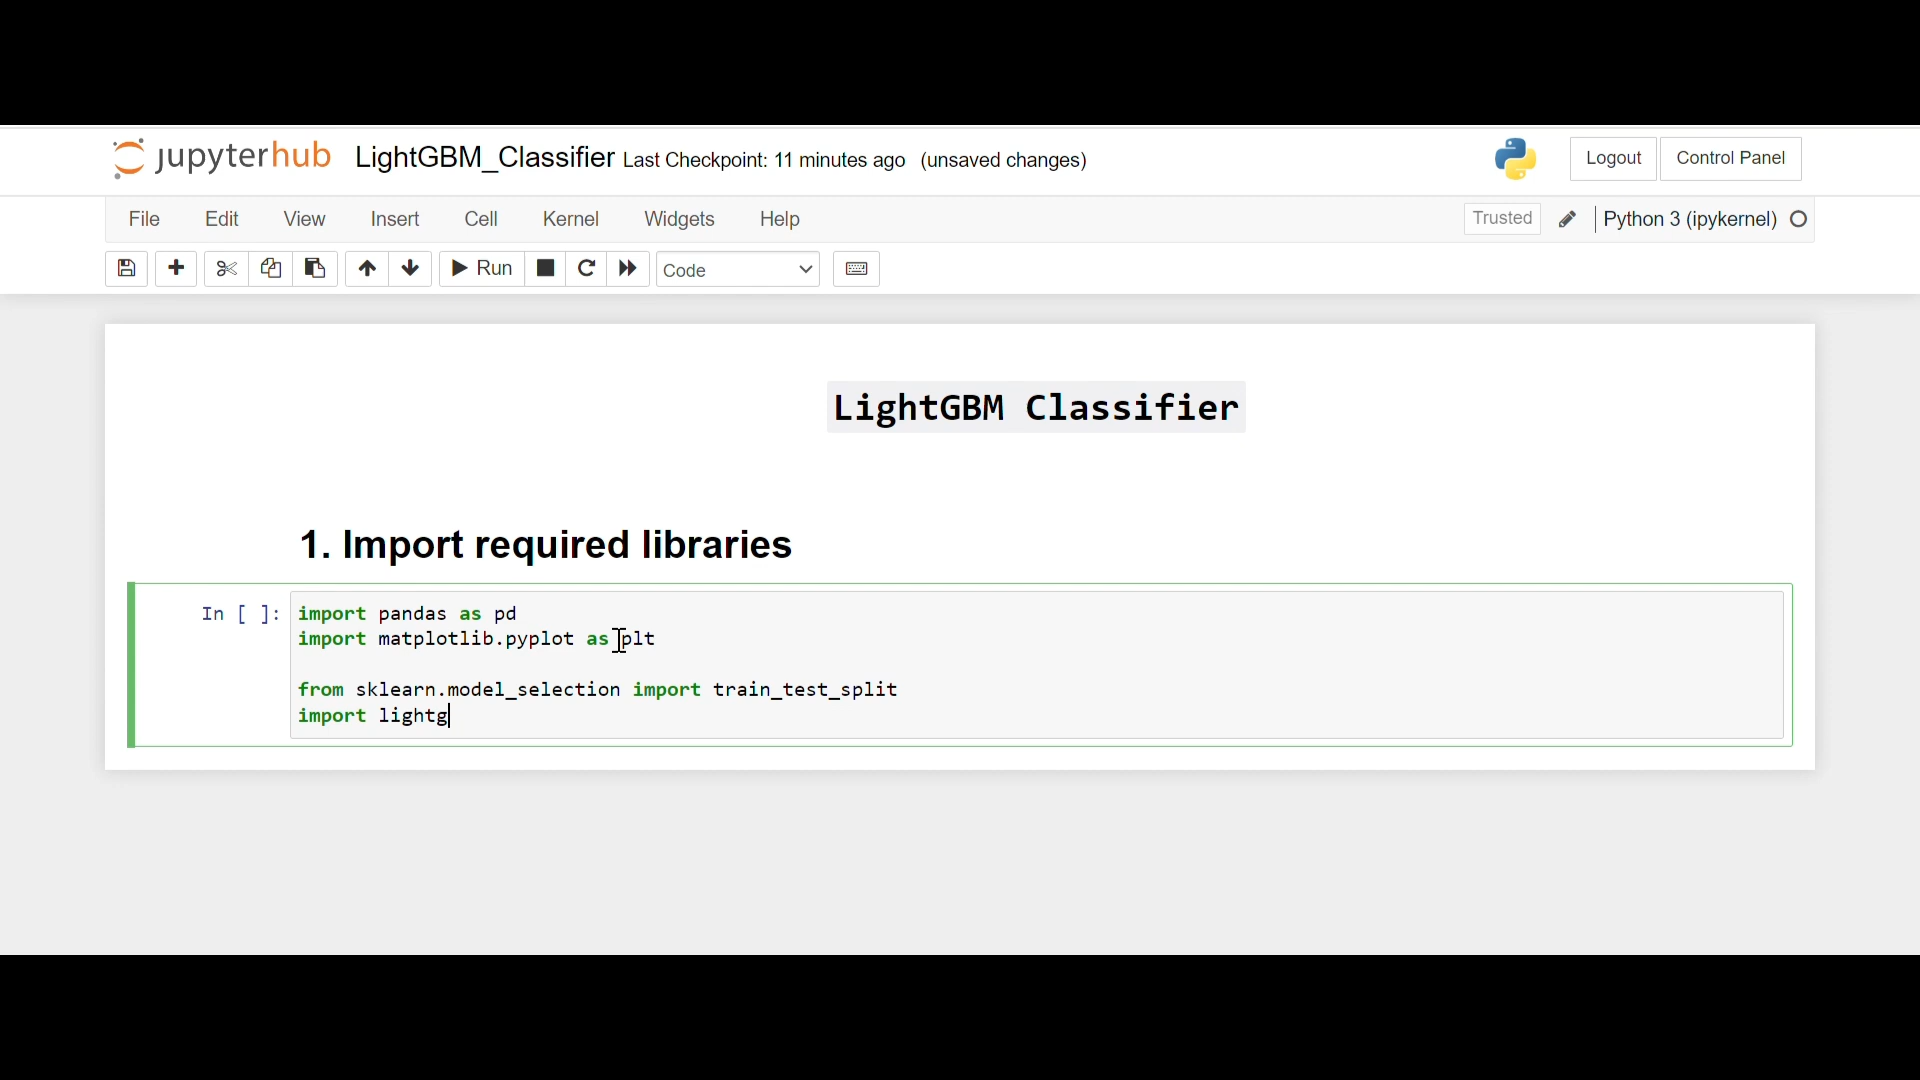 jupyterhub LightGBM_Classifier Last Checkpoint: 11 minutes ago (unsaved changes) Logout Control Panel
File Edit View Insert Cell Kernel Widgets Help Trusted Python 3 (ipykernel)
Run Code
LightGBM Classifier
1. Import required libraries
In [ ]: import pandas as pd
import matplotlib.pyplot as plt
from sklearn.model_selection import train_test_split
import lightg